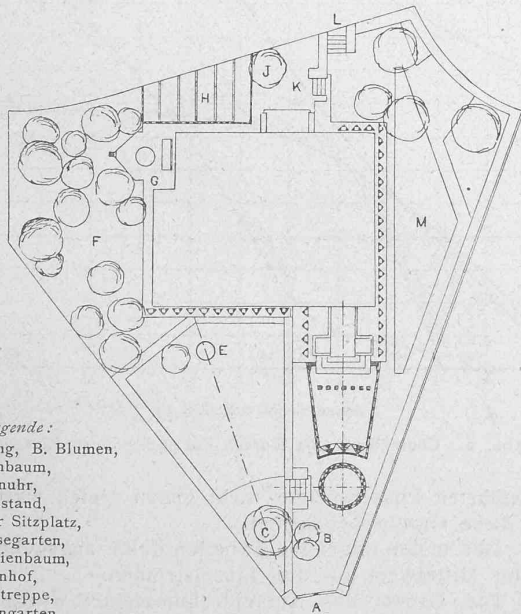 L
J
K
H
G
F
M
E
C
B
A
gende :
ng, B. Blumen,
nbaum,
nuhr,
stand,
r Sitzplatz,
segarten,
ienbaum,
nhof,
treppe,